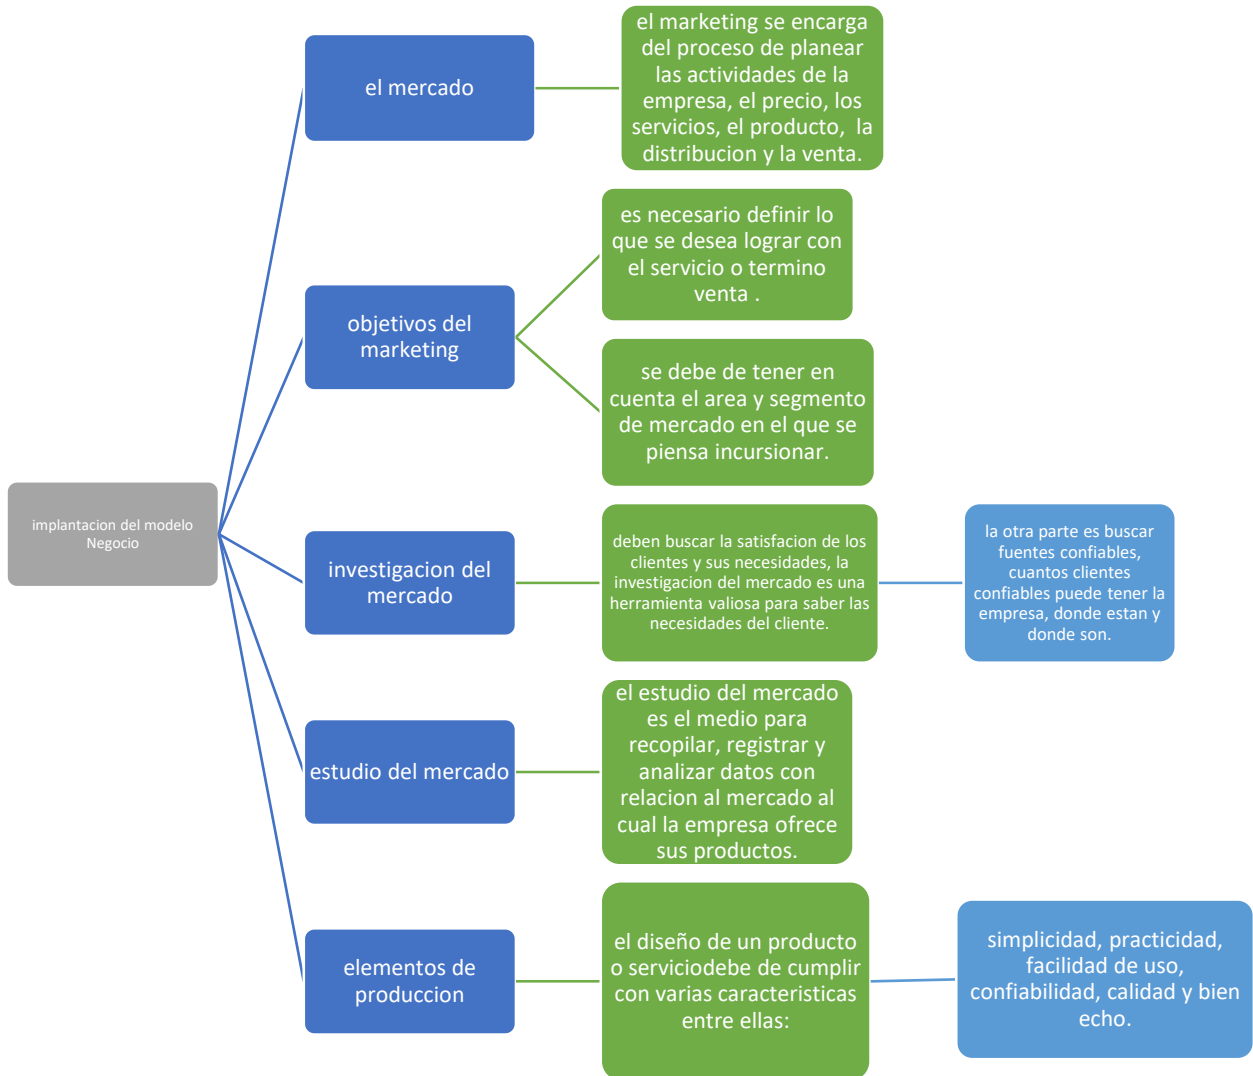 implantacion del modelo
Negocio
el mercado
el marketing se encarga
del proceso de planear
las actividades de la
empresa, el precio, los
servicios, el producto, la
distribucion y la venta.
objetivos del
marketing
es necesario definir lo
que se desea lograr con
el servicio o termino
venta .
se debe de tener en
cuenta el area y segmento
de mercado en el que se
piensa incursionar.
investigacion del
mercado
deben buscar la satisfacion de los
clientes y sus necesidades, la
investigacion del mercado es una
herramienta valiosa para saber las
necesidades del cliente.
la otra parte es buscar
fuentes confiables,
cuantos clientes
confiables puede tener la
empresa, donde estan y
donde son.
estudio del mercado
el estudio del mercado
es el medio para
recopilar, registrar y
analizar datos con
relacion al mercado al
cual la empresa ofrece
sus productos.
elementos de
produccion
el diseño de un producto
o serviciodebe de cumplir
con varias caracteristicas
entre ellas:
simplicidad, practicidad,
facilidad de uso,
confiabilidad, calidad y bien
echo.